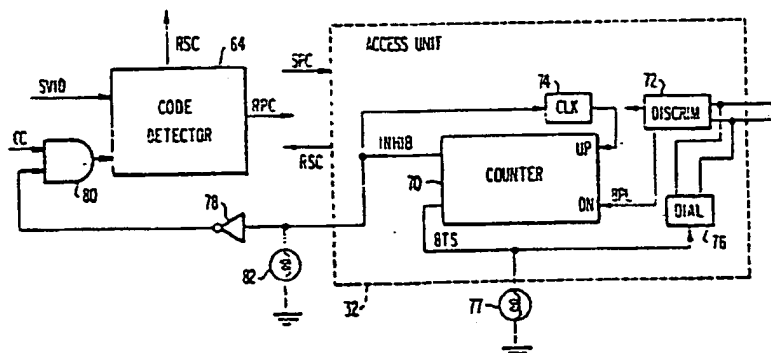 RSC
64
SVID
CODE
DETECTOR
RPC
CC
80
78
82
SPC
RSC
ACCESS UNIT
74
CLK
72
DISCRIM
INHIB
UP
70
COUNTER
DN
BPL
DIAL
76
BTS
32
77